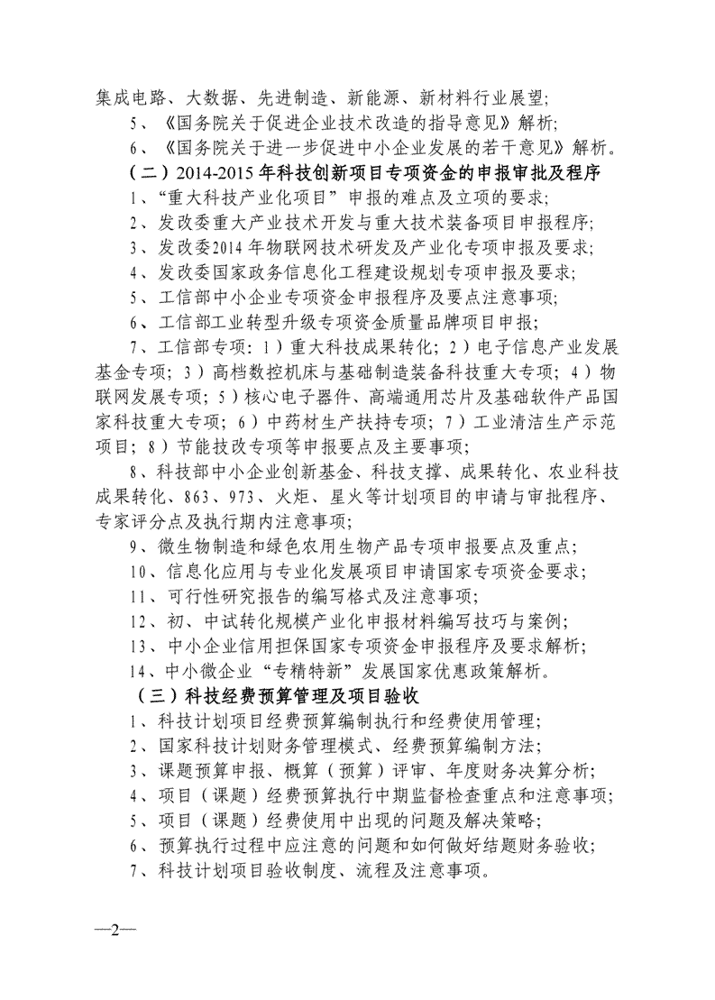 集成电路、大数据、先进制造、新能源、新材料行业展望;
5、《国务院关于促进企业技术改造的指导意见》解析;
6、《国务院关于进一步促进中小企业发展的若干意见》解析。
（二）2014-2015 年科技创新项目专项资金的申报审批及程序
1、“重大科技产业化项目”申报的难点及立项的要求;
2、发改委重大产业技术开发与重大技术装备项目申报程序;
3、发改委2014 年物联网技术研发及产业化专项申报及要求;
4、发改委国家政务信息化工程建设规划专项申报及要求;
5、工信部中小企业专项资金申报程序及要点注意事项;
6、工信部工业转型升级专项资金质量品牌项目申报;
7、工信部专项: 1）重大科技成果转化; 2）电子信息产业发展
基金专项; 3）高档数控机床与基础制造装备科技重大专项; 4）物
联网发展专项; 5）核心电子器件、高端通用芯片及基础软件产品国
家科技重大专项; 6）中药材生产扶持专项; 7）工业清洁生产示范
项目; 8）节能技改专项等申报要点及主要事项;
8、科技部中小企业创新基金、科技支撑、成果转化、农业科技
成果转化、863、973、火炬、星火等计划项目的申请与审批程序、
专家评分点及执行期内注意事项;
9、微生物制造和绿色农用生物产品专项申报要点及重点;
10、信息化应用与专业化发展项目申请国家专项资金要求;
11、可行性研究报告的编写格式及注意事项;
12、初、中试转化规模产业化申报材料编写技巧与案例;
13、中小企业信用担保国家专项资金申报程序及要求解析;
14、中小微企业“专精特新”发展国家优惠政策解析。
（三）科技经费预算管理及项目验收
1、科技计划项目经费预算编制执行和经费使用管理;
2、国家科技计划财务管理模式、经费预算编制方法;
3、课题预算申报、概算（预算）评审、年度财务决算分析;
4、项目（课题）经费预算执行中期监督检查重点和注意事项;
5、项目（课题）经费使用中出现的问题及解决策略;
6、预算执行过程中应注意的问题和如何做好结题财务验收;
7、科技计划项目验收制度、流程及注意事项。
—2—